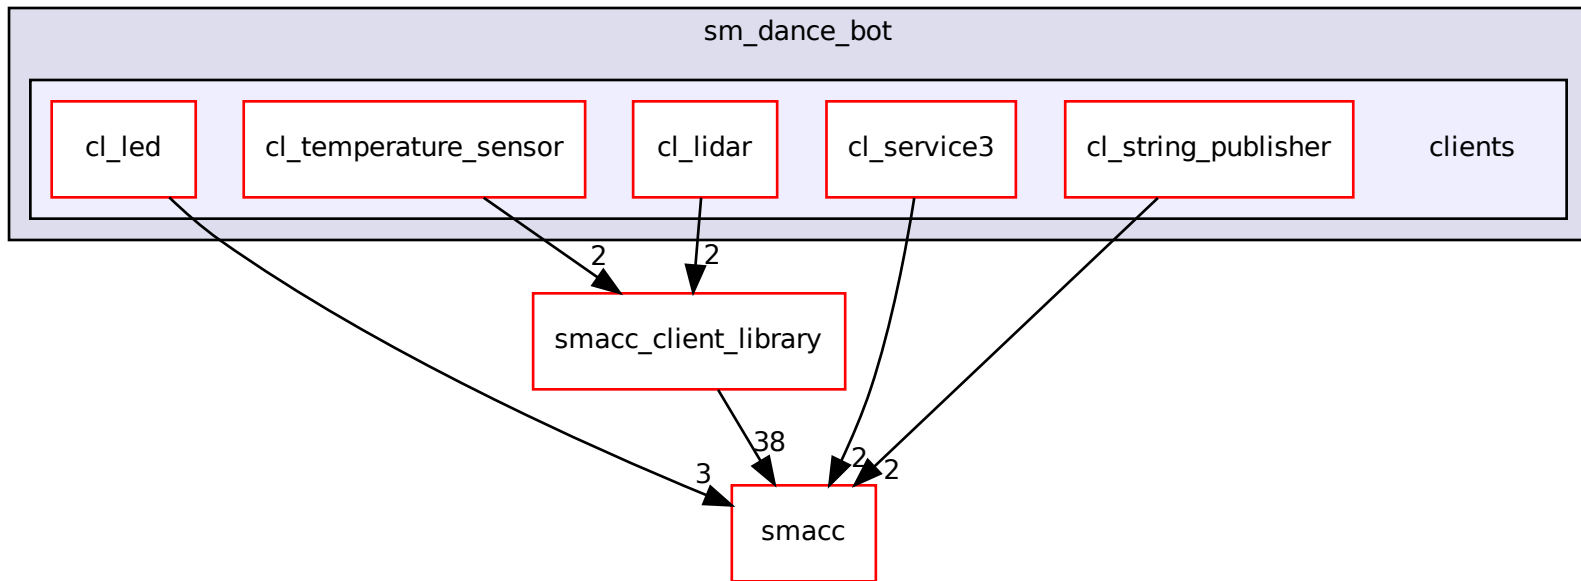 sm_dance_bot
cl_led
cl_temperature_sensor
cl_lidar
cl_service3
cl_string_publisher
clients
2
2
smacc_client_library
38
2
3
2
smacc